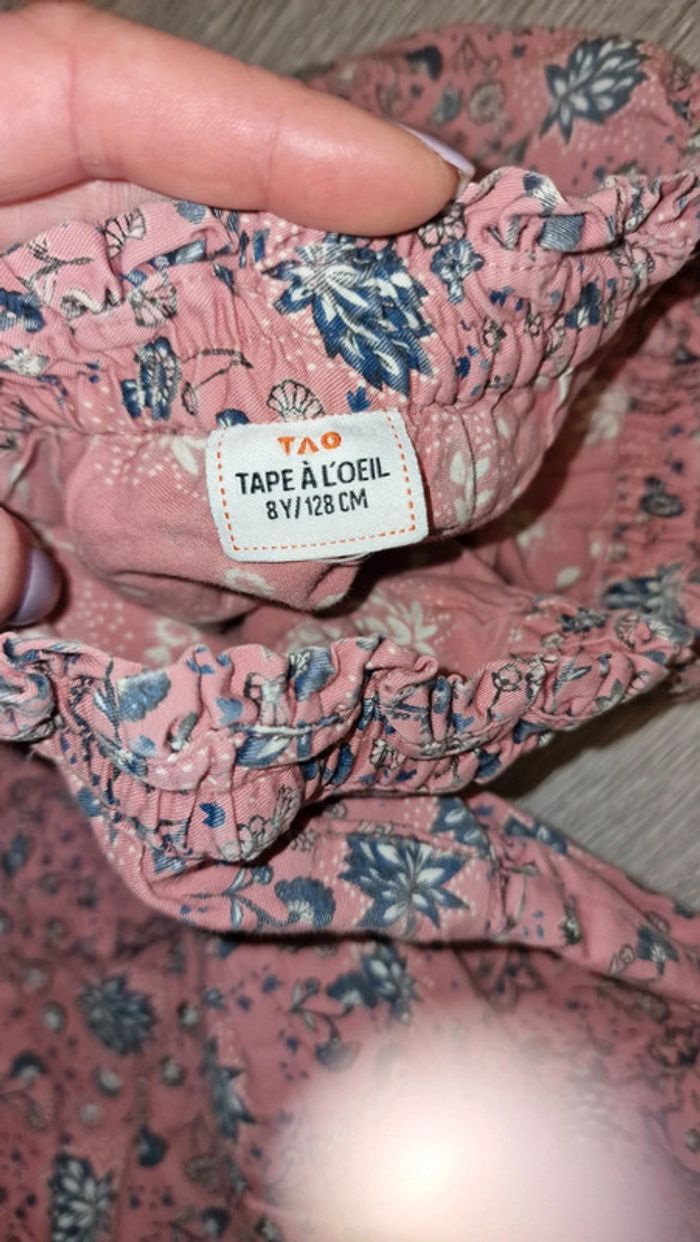 TAO
TAPE À L'OEIL
8Y/128 CM